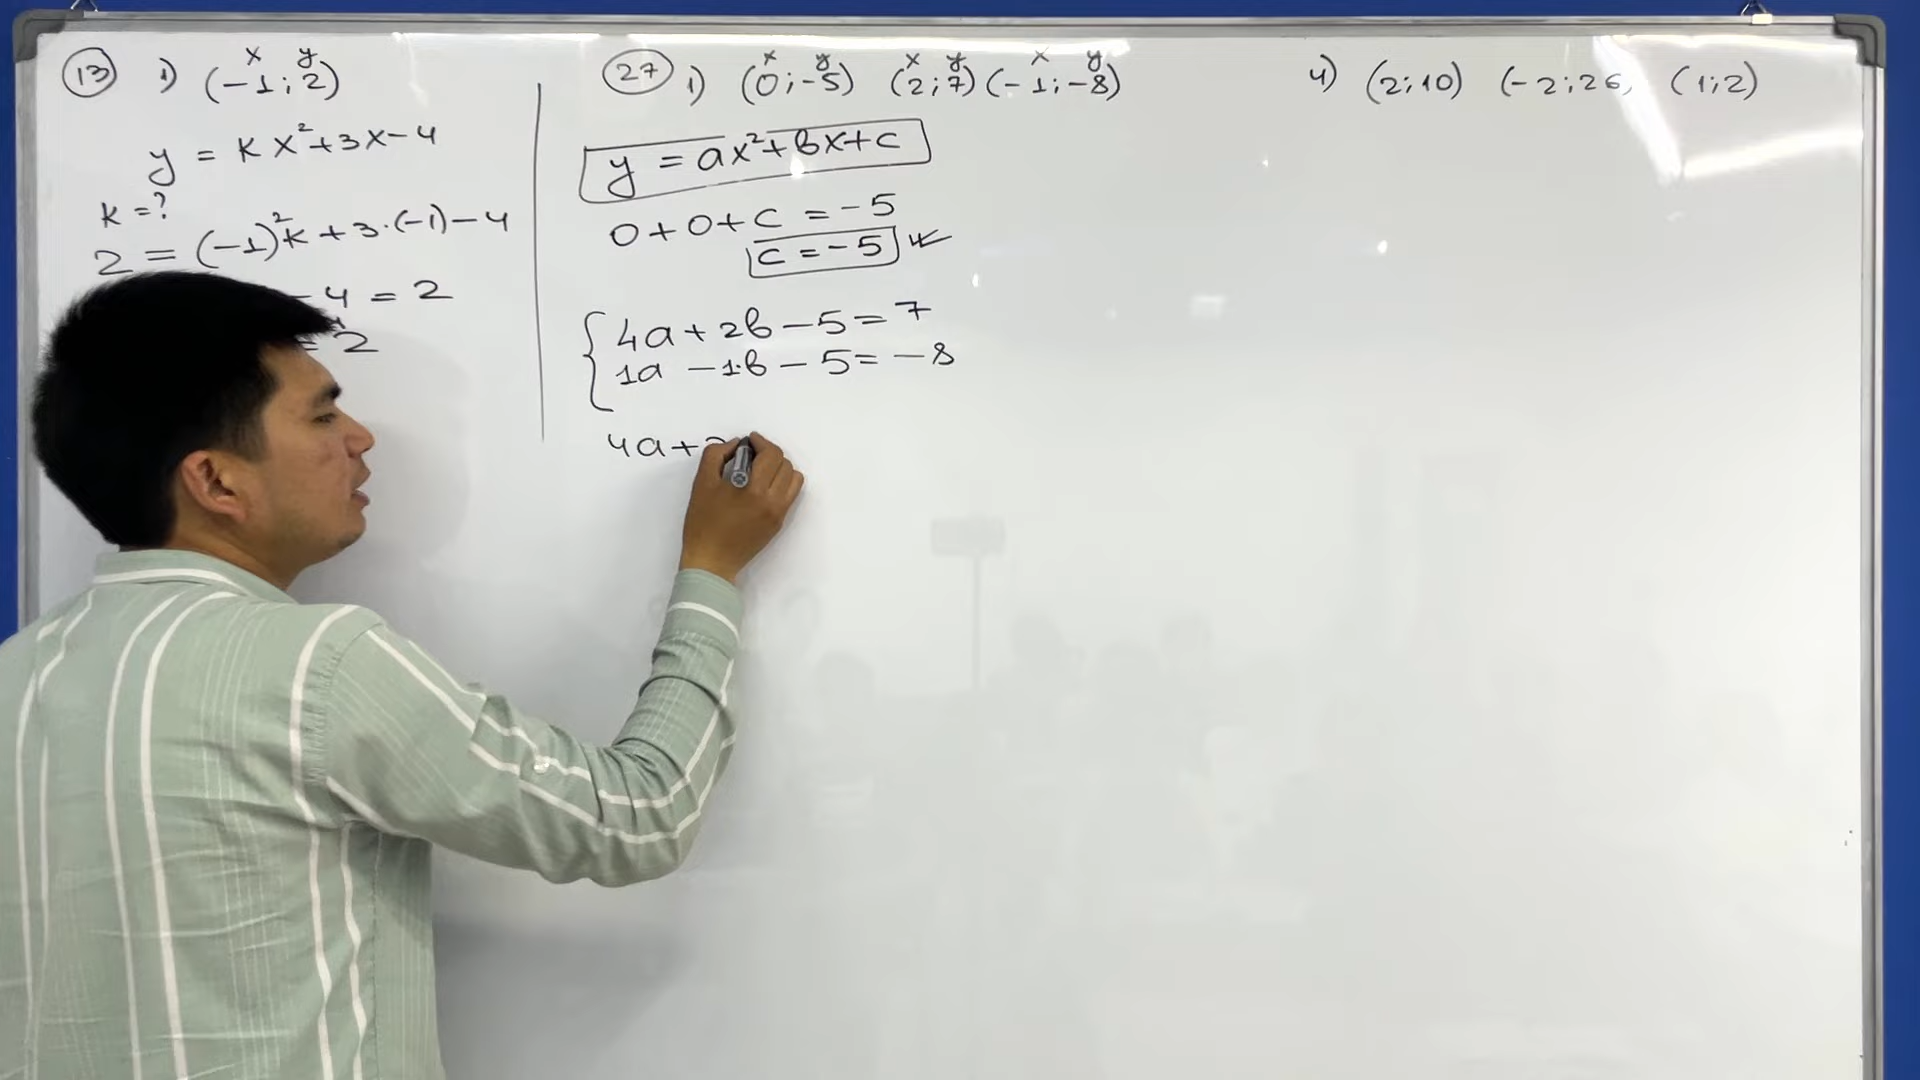 13 1) (-1; 2)
x y
y = kx²+3x-4
k=?
2 = (-1)²k+3·(-1)-4
-4=2
=2
27 1) (0;-5) (2;7) (-1;-8)
x y x y x y
y = ax²+bx+c
0+0+c=-5
c=-5
4a+2b-5=7
1a-1·b-5=-8
4a+2
4) (2;10) (-2;26, (1;2)